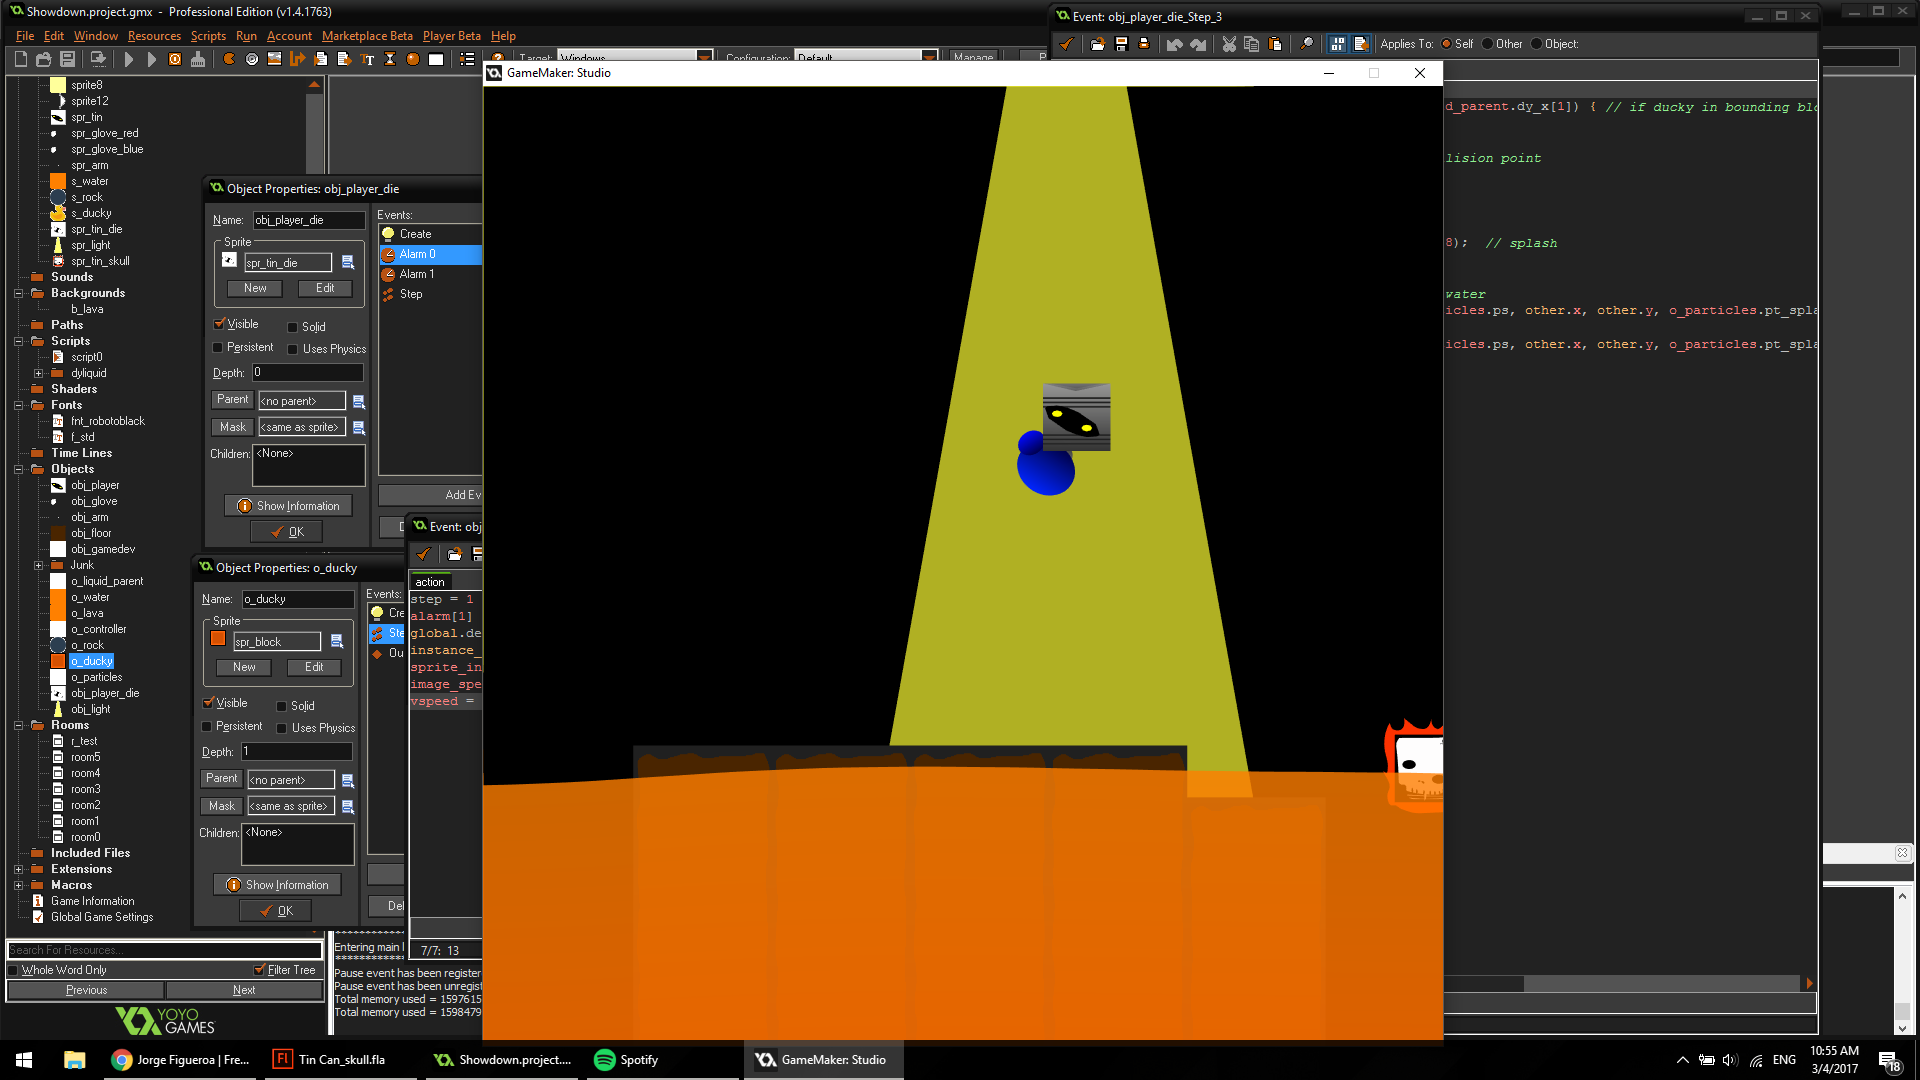 Showdown.project.gmx - Professional Edition (v1.4.1763)
File Edit Window Resources Scripts Run Account Marketplace Beta Player Beta Help
Target: Windows Configuration: Default Manage
sprite8
sprite12
spr_tin
spr_glove_red
spr_glove_blue
spr_arm
s_water
s_rock
s_ducky
spr_tin_die
spr_light
spr_tin_skull
Sounds
Backgrounds
b_lava
Paths
Scripts
script0
dyliquid
Shaders
Fonts
fnt_robotoblack
f_std
Time Lines
Objects
obj_player
obj_glove
obj_arm
obj_floor
obj_gamedev
Junk
o_liquid_parent
o_water
o_lava
o_controller
o_rock
o_ducky
o_particles
obj_player_die
obj_light
Rooms
r_test
room5
room4
room3
room2
room1
room0
Included Files
Extensions
Macros
Game Information
Global Game Settings
Search For Resources...
Whole Word Only Filter Tree
Previous Next
YOYO GAMES
Object Properties: obj_player_die
Name: obj_player_die
Sprite
spr_tin_die
New Edit
Visible Solid
Persistent Uses Physics
Depth: 0
Parent <no parent>
Mask <same as sprite>
Children: <None>
Show Information
OK
Events:
Create
Alarm 0
Alarm 1
Step
Add Ev
Object Properties: o_ducky
Name: o_ducky
Sprite
spr_block
New Edit
Visible Solid
Persistent Uses Physics
Depth: 1
Parent <no parent>
Mask <same as sprite>
Children: <None>
Show Information
OK
Events:
Cre
Ste
Ou
Del
Event: obj
action
step = 1
alarm[1]
global.de
instance_
sprite_in
image_spe
vspeed =
7/7: 13
Entering main l
Pause event has been register
Pause event has been unregist
Total memory used = 1597615
Total memory used = 1598479
GameMaker: Studio
Event: obj_player_die_Step_3
Applies To: Self Other Object:
d_parent.dy_x[1]) { // if ducky in bounding blo
lision point
8); // splash
water
icles.ps, other.x, other.y, o_particles.pt_spla
icles.ps, other.x, other.y, o_particles.pt_spla
Jorge Figueroa | Fre...
Tin Can_skull.fla
Showdown.project....
Spotify
GameMaker: Studio
ENG
10:55 AM
3/4/2017
18